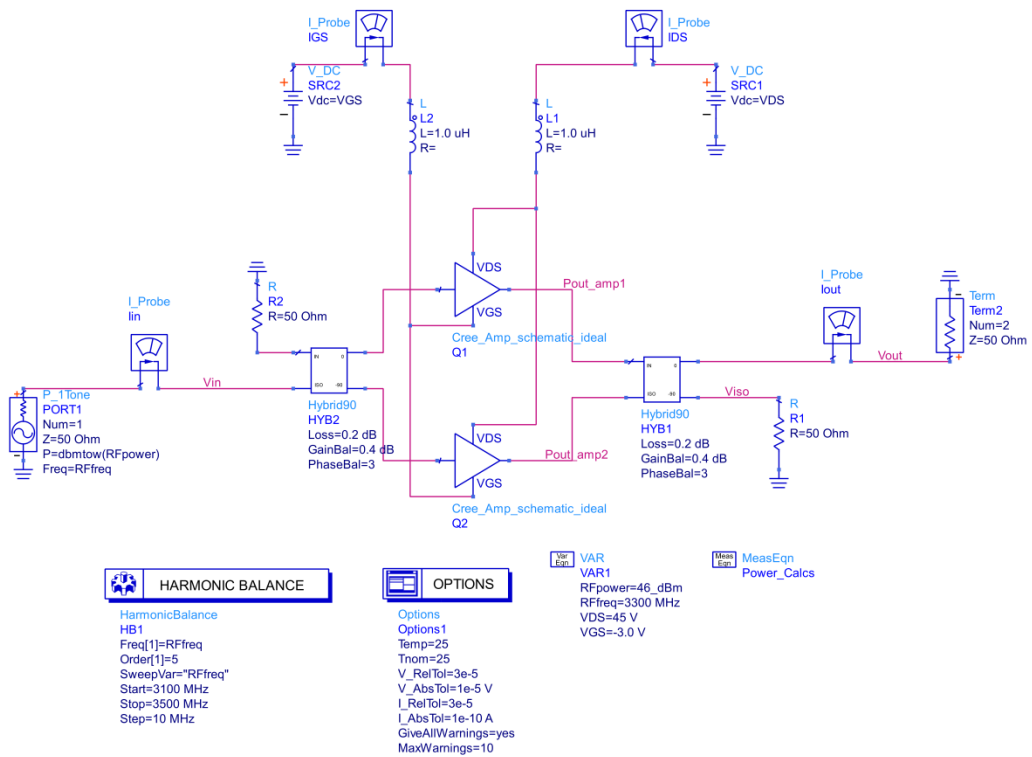 I_Probe
IGS
I_Probe
IDS
V_DC
SRC2
Vdc=VGS
V_DC
SRC1
Vdc=VDS
L
L2
L=1.0 uH
R=
L
L1
L=1.0 uH
R=
VDS
VGS
Pout_amp1
Cree_Amp_schematic_ideal
Q1
R
R2
R=50 Ohm
I_Probe
Iin
Vin
P_1Tone
PORT1
Num=1
Z=50 Ohm
P=dbmtow(RFpower)
Freq=RFfreq
IN 0
ISO -90
Hybrid90
HYB2
Loss=0.2 dB
GainBal=0.4 dB
PhaseBal=3
VDS
VGS
Pout_amp2
Cree_Amp_schematic_ideal
Q2
IN 0
ISO -90
Hybrid90
HYB1
Loss=0.2 dB
GainBal=0.4 dB
PhaseBal=3
I_Probe
Iout
Vout
Viso
Term
Term2
Num=2
Z=50 Ohm
R
R1
R=50 Ohm
HARMONIC BALANCE
HarmonicBalance
HB1
Freq[1]=RFfreq
Order[1]=5
SweepVar="RFfreq"
Start=3100 MHz
Stop=3500 MHz
Step=10 MHz
OPTIONS
Options
Options1
Temp=25
Tnom=25
V_RelTol=3e-5
V_AbsTol=1e-5 V
I_RelTol=3e-5
I_AbsTol=1e-10 A
GiveAllWarnings=yes
MaxWarnings=10
Var
Eqn
VAR
VAR1
RFpower=46_dBm
RFfreq=3300 MHz
VDS=45 V
VGS=-3.0 V
Meas
Eqn
MeasEqn
Power_Calcs